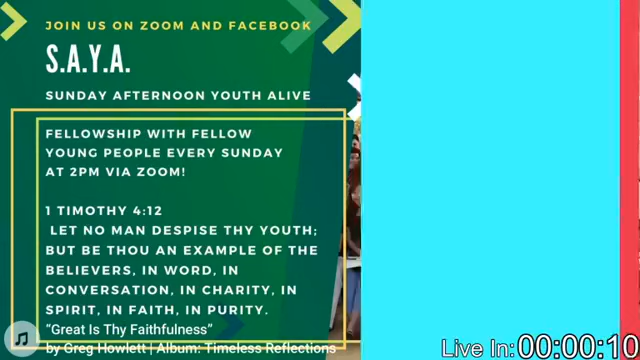 JOIN US ON ZOOM AND FACEBOOK
S.A.Y.A.
SUNDAY AFTERNOON YOUTH ALIVE
FELLOWSHIP WITH FELLOW
YOUNG PEOPLE EVERY SUNDAY
AT 2PM VIA ZOOM!
1 TIMOTHY 4:12
LET NO MAN DESPISE THY YOUTH;
BUT BE THOU AN EXAMPLE OF THE
BELIEVERS, IN WORD, IN
CONVERSATION, IN CHARITY, IN
SPIRIT, IN FAITH, IN PURITY.
“Great Is Thy Faithfulness”
by Greg Howlett | Album: Timeless Reflections
Live In: 00:00:10